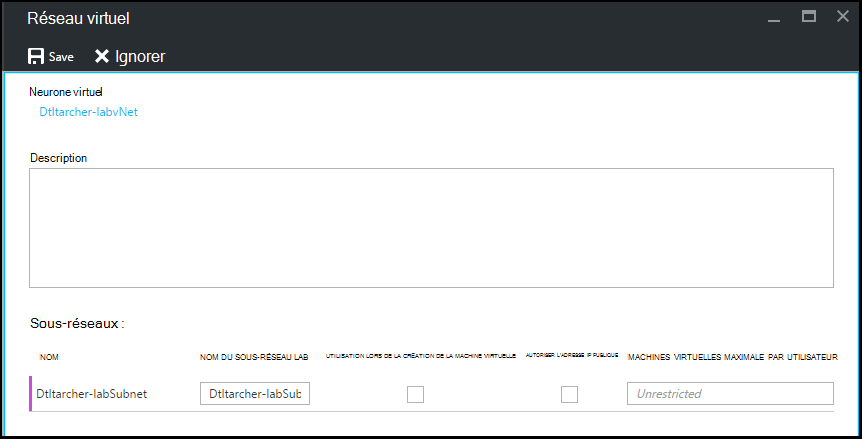 Réseau virtuel
Save Ignorer
Neurone virtuel
Dtltarcher-labvNet
Description
Sous-réseaux :
NOM NOM DU SOUS-RÉSEAU LAB UTILISATION LORS DE LA CRÉATION DE LA MACHINE VIRTUELLE AUTORISER L'ADRESSE IP PUBLIQUE MACHINES VIRTUELLES MAXIMALE PAR UTILISATEUR
Dtltarcher-labSubnet Dtltarcher-labSub Unrestricted